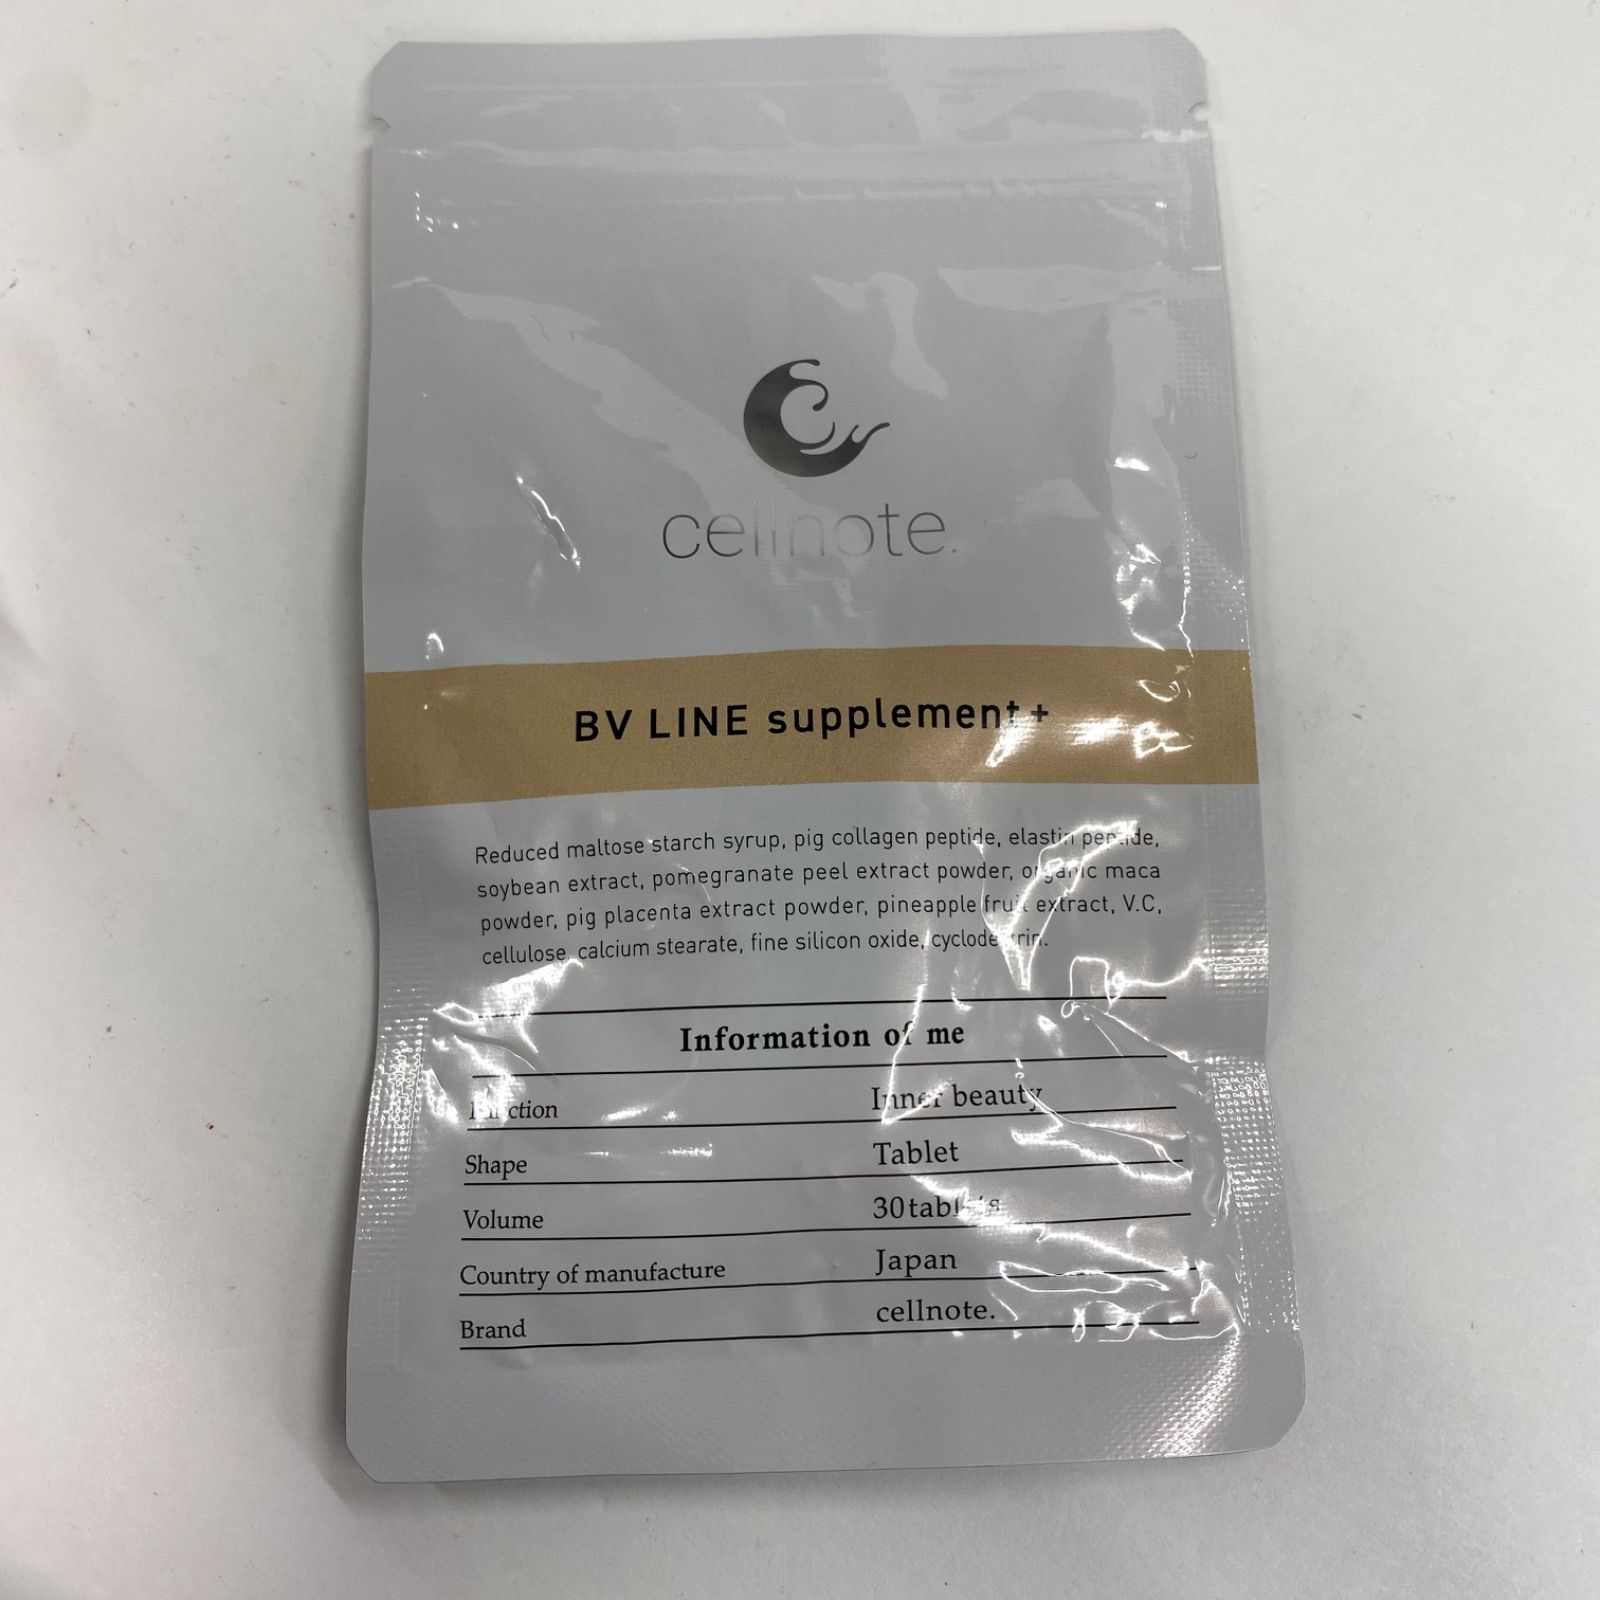 cellnote.
BV LINE supplement+
Reduced maltose starch syrup, pig collagen peptide, elastin peptide,
soybean extract, pomegranate peel extract powder, organic maca
powder, pig placenta extract powder, pineapple fruit extract, V.C,
cellulose, calcium stearate, fine silicon oxide, cyclodextrin.
Information of me
Function Inner beauty
Shape Tablet
Volume 30tablets
Country of manufacture Japan
Brand cellnote.